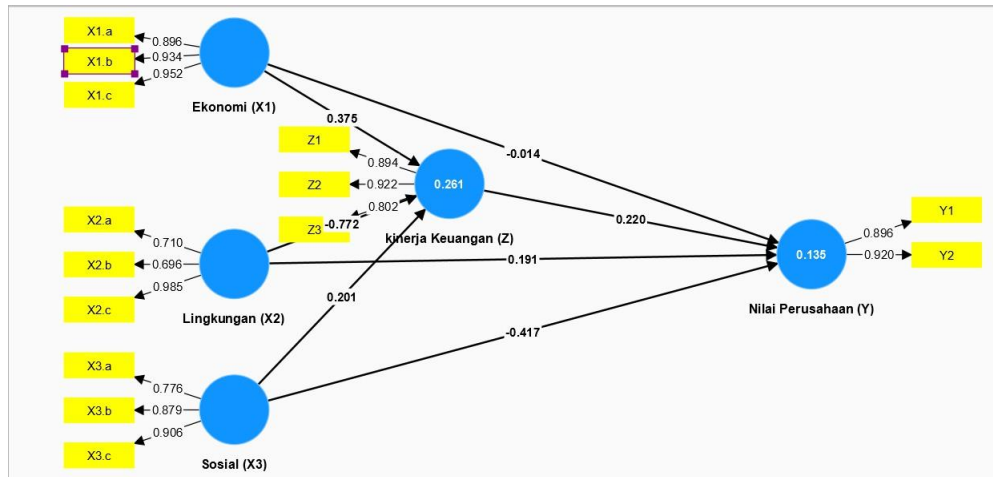 X1.a
0.896
X1.b
0.934
0.952
X1.c
Ekonomi (X1)
0.375
Z1
0.894
-0.014
Z2
0.922
0.261
0.802
Z3
-0.772
kinerja Keuangan (Z)
0.220
Y1
0.896
0.135
0.920
Y2
Nilai Perusahaan (Y)
X2.a
0.710
X2.b
0.696
0.985
X2.c
Lingkungan (X2)
0.191
0.201
-0.417
X3.a
0.776
X3.b
0.879
0.906
X3.c
Sosial (X3)